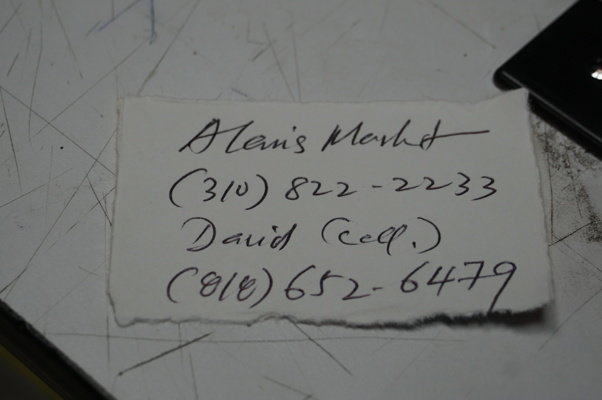 Alan's Market
(310) 822-2233
David (cell.)
(818) 652-6479